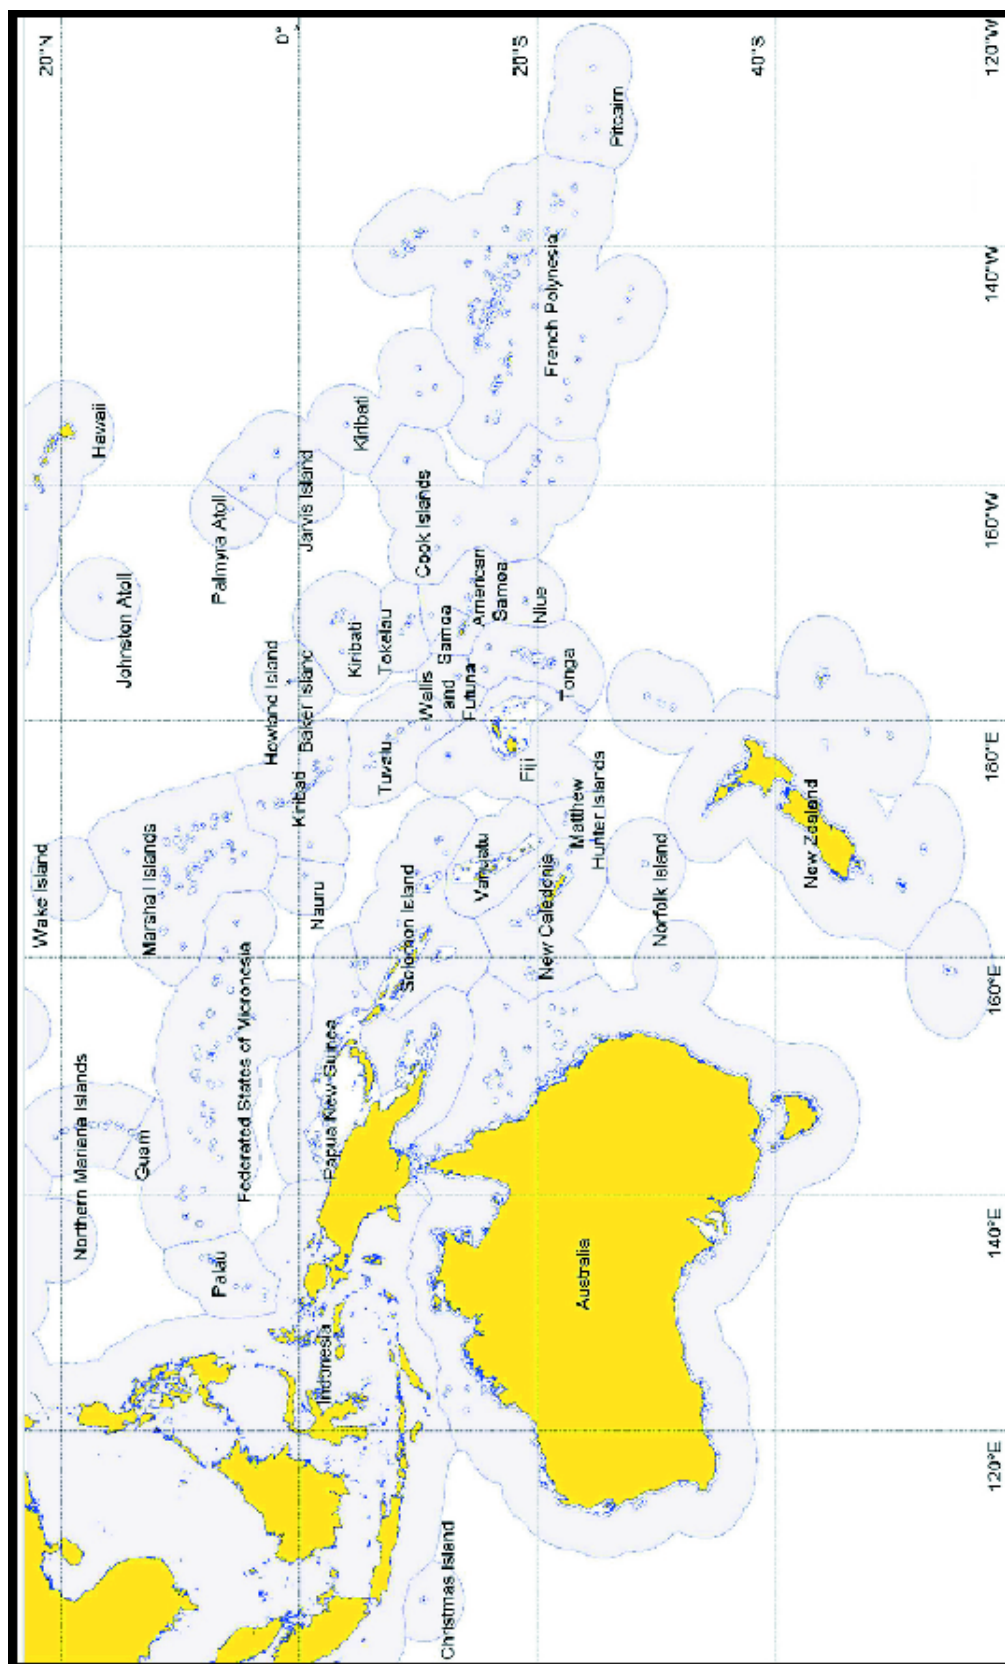 20°N
0°
20°S
40°S
120°W
140°W
160°W
180°E
160°E
140°E
120°E
Hawaii
Johnston Atoll
Palmyra Atoll
Jarvis Island
Kiribati
Pitcairn
French Polynesia
Cook Islands
American
Samoa
Niue
Samoa
Tokelau
Kiribati
Howland Island
Baker Island
Wallis
and
Futuna
Tonga
Tuvalu
Fiji
Kiribati
Matthew
Hunter Islands
Wake Island
Marshal Islands
Nauru
Solomon Island
Vanuatu
New Caledonia
Norfolk Island
New Zealand
Northern Mariana Islands
Guam
Federated States of Micronesia
Papua New Guinea
Palau
Indonesia
Australia
Christmas Island